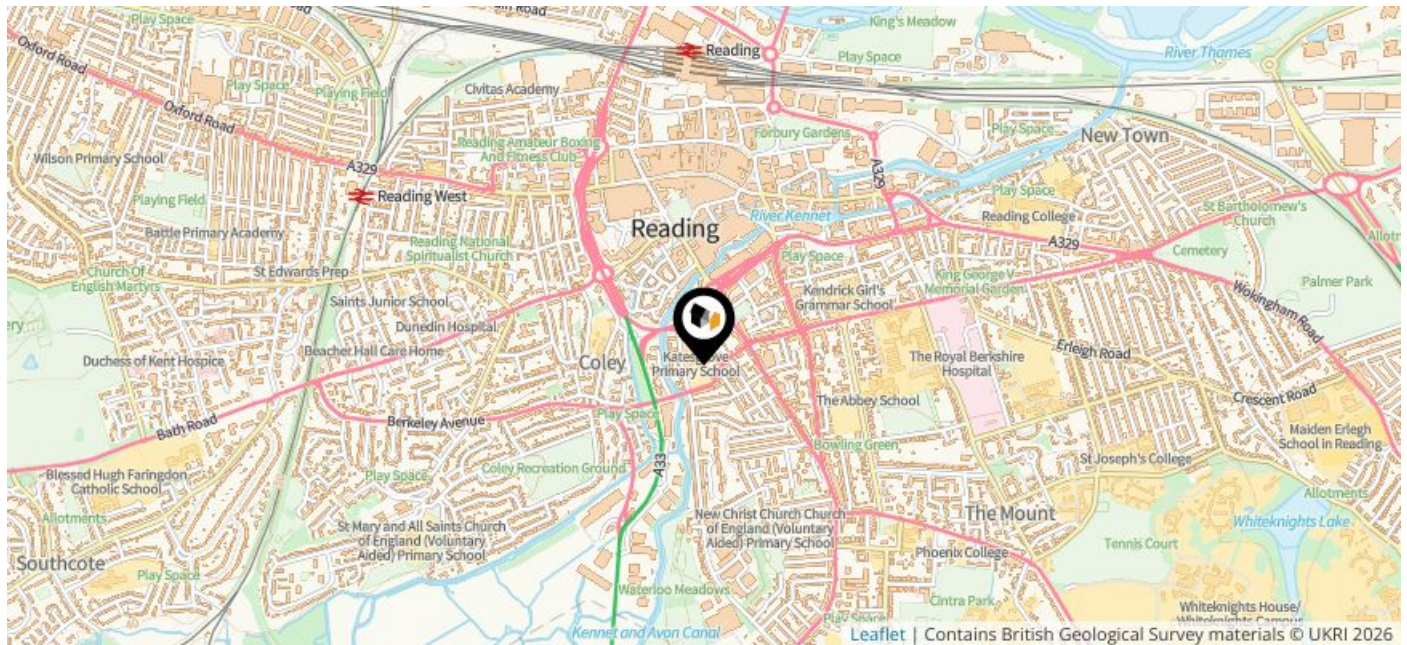 Oxford Road
Play Space
King's Meadow
Reading
Play Space
River Thames
Play Space
Playing Field
Civitas Academy
Oxford Road
Reading Amateur Boxing
And Fitness Club
Forbury Gardens
Play Space
New Town
Wilson Primary School
A329
A329
Reading West
Play Space
Playing Field
River Kennet
Reading College
St Bartholomew's
Church
Battle Primary Academy
Reading
Reading National
Spiritualist Church
Play Space
A329
Cemetery
Church Of
English Martyrs
St Edwards Prep
King George V
Memorial Garden
Palmer Park
Saints Junior School
Kendrick Girl's
Grammar School
Wokingham Road
Dunedin Hospital
Beacher Hall Care Home
Duchess of Kent Hospice
Coley
Primary School
The Royal Berkshire
Hospital
Erleigh Road
Crescent Road
Bath Road
Berkeley Avenue
Play Space
The Abbey School
Maiden Erlegh
School in Reading
Bowling Green
Blessed Hugh Faringdon
Catholic School
Play Space
Coley Recreation Ground
A33
St Joseph's College
Allotments
Allotments
St Mary and All Saints Church
of England (Voluntary
Aided) Primary School
New Christ Church Church
of England (Voluntary
Aided) Primary School
The Mount
Whiteknights Lake
Tennis Court
Phoenix College
Southcote
Play Space
Waterloo Meadows
Cintra Park
Whiteknights House/
Whiteknights Campus
Kennet and Avon Canal
Play Space
Leaflet | Contains British Geological Survey materials © UKRI 2026